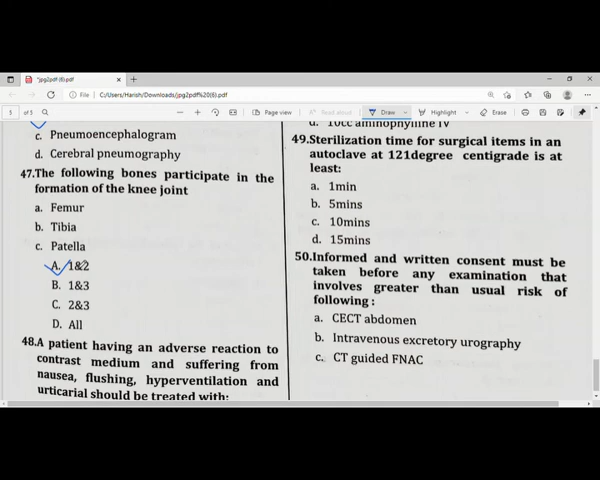 *jpg2pdf (6).pdf
File
C:/Users/Harish/Downloads/jpg2pdf%20(6).pdf
5 of 5
Page view
Read aloud
Draw
Highlight
Erase
c. Pneumoencephalogram
d. Cerebral pneumography
47.The following bones participate in the
formation of the knee joint
a. Femur
b. Tibia
c. Patella
A. 1&2
B. 1&3
C. 2&3
D. All
48.A patient having an adverse reaction to
contrast medium and suffering from
nausea, flushing, hyperventilation and
urticarial should be treated with:
d. 10cc aminophylline IV
49.Sterilization time for surgical items in an
autoclave at 121degree centigrade is at
least:
a. 1min
b. 5mins
c. 10mins
d. 15mins
50.Informed and written consent must be
taken before any examination that
involves greater than usual risk of
following :
a. CECT abdomen
b. Intravenous excretory urography
c. CT guided FNAC